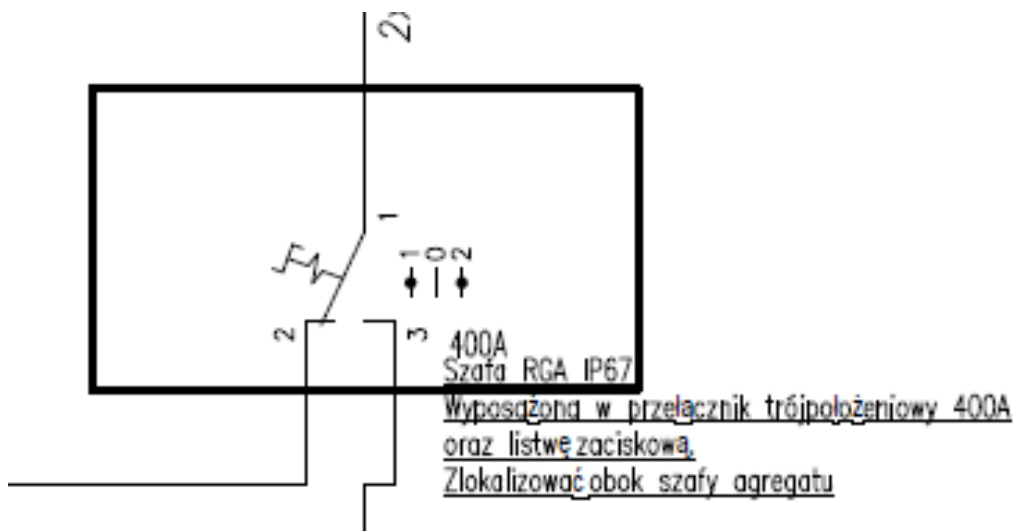 2x
1
1 0 2
2
3
400A
Szafa RGA IP67
Wyposażona w przełącznik trójpołożeniowy 400A
oraz listwę zaciskową,
Zlokalizować obok szafy agregatu